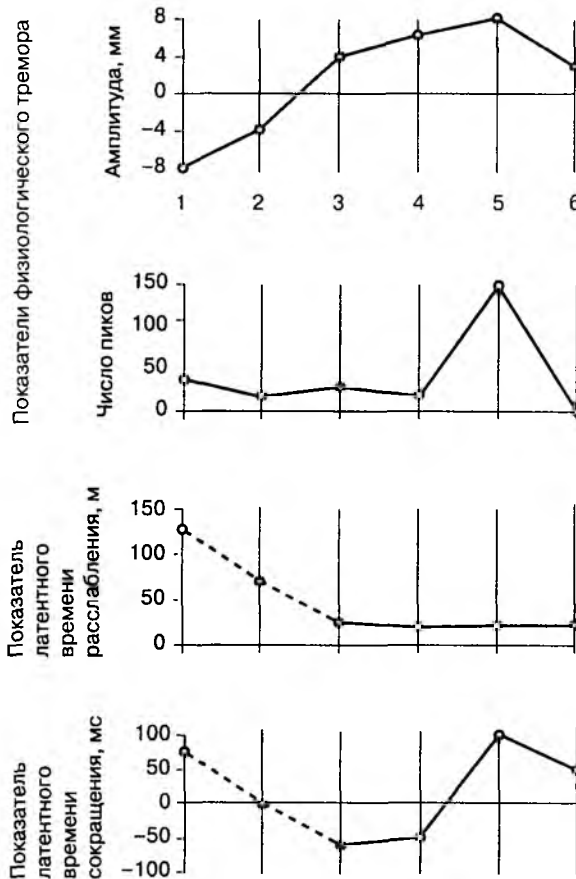 Показатели физиологического тремора
Амплитуда, мм
8
4
0
−4
−8
1 2 3 4 5 6
Число пиков
150
100
50
0
Показатель
латентного
времени
расслабления, м
150
100
50
0
Показатель
латентного
времени
сокращения, мс
100
50
0
−50
−100